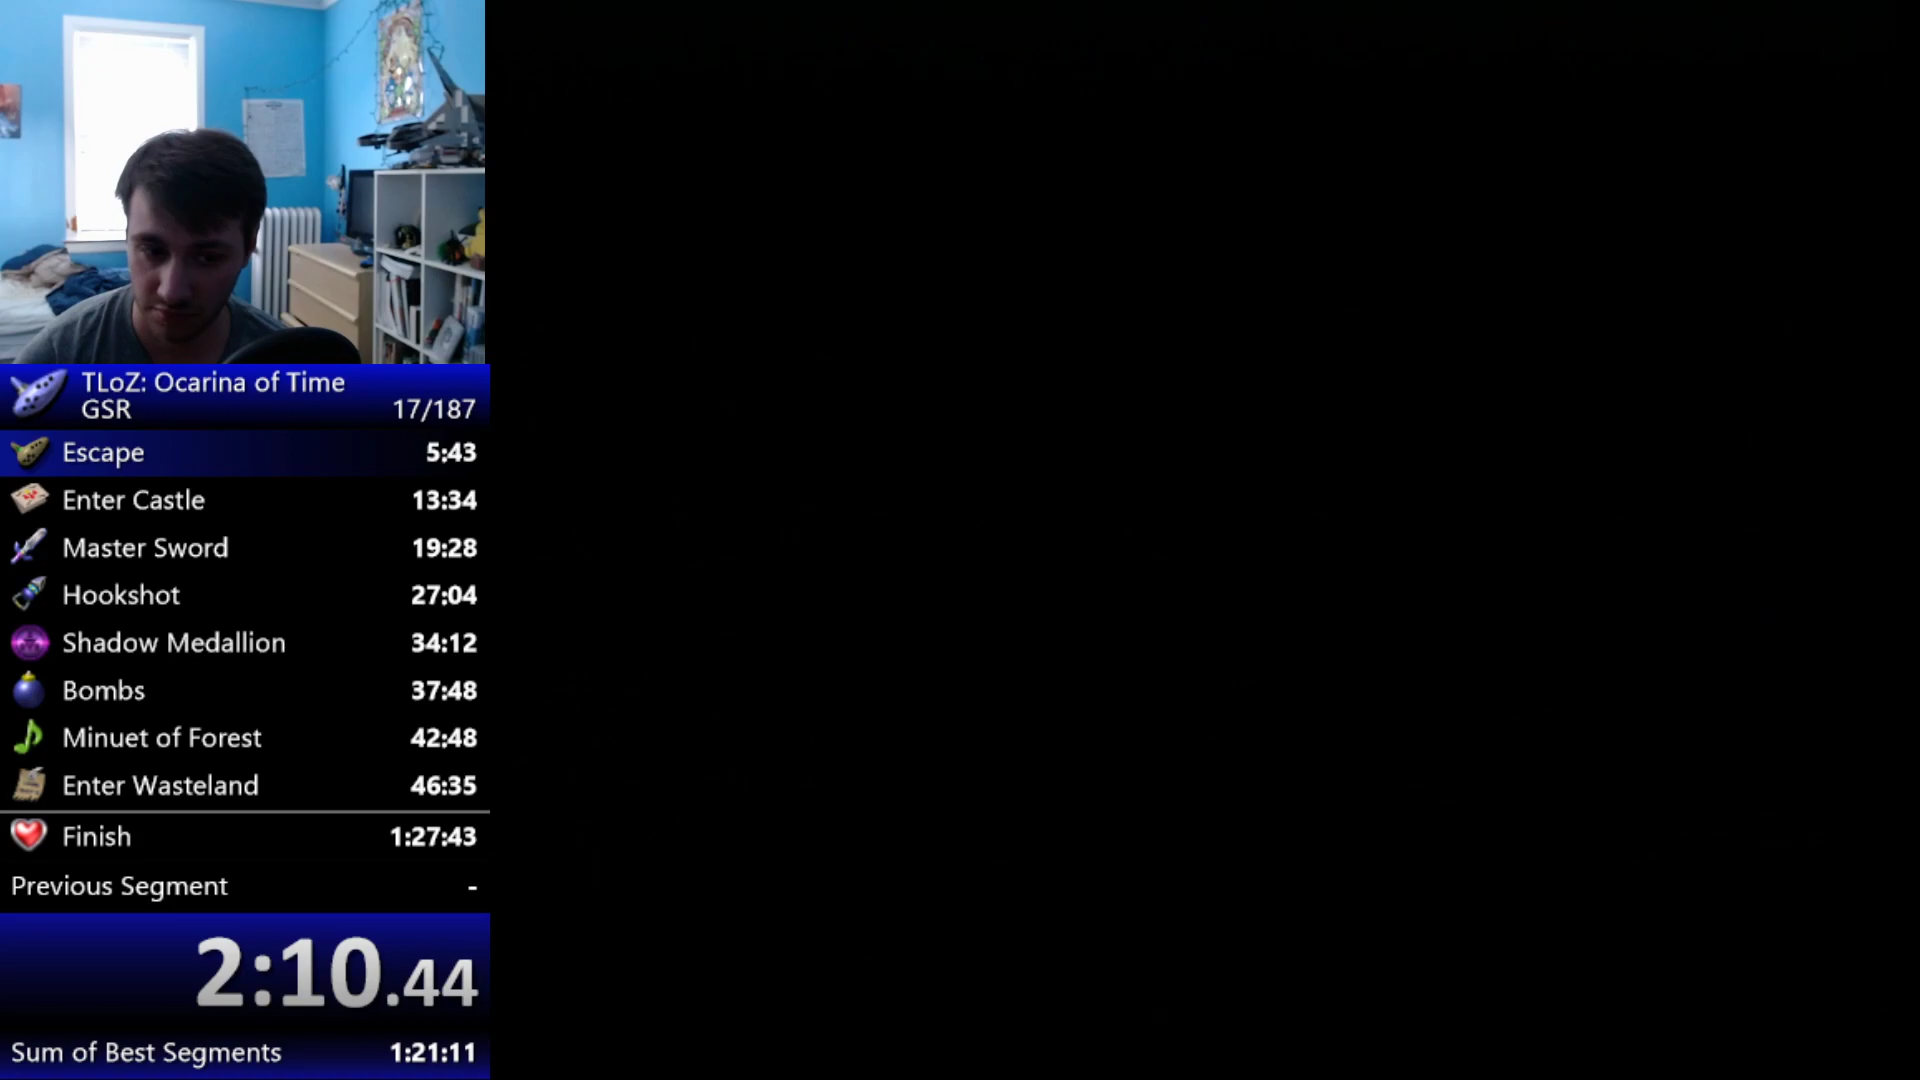 TLoZ: Ocarina of Time
GSR 17/187
Escape 5:43
Enter Castle 13:34
Master Sword 19:28
Hookshot 27:04
Shadow Medallion 34:12
Bombs 37:48
Minuet of Forest 42:48
Enter Wasteland 46:35
Finish 1:27:43
Previous Segment -
2:10.44
Sum of Best Segments 1:21:11